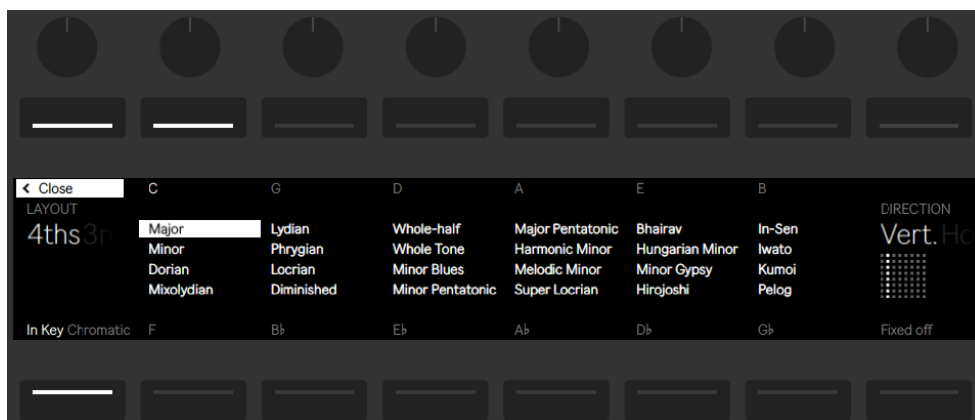 Close C G D A E B
LAYOUT DIRECTION
4ths 3r Vert. Ho
Major Lydian Whole-half Major Pentatonic Bhairav In-Sen
Minor Phrygian Whole Tone Harmonic Minor Hungarian Minor Iwato
Dorian Locrian Minor Blues Melodic Minor Minor Gypsy Kumoi
Mixolydian Diminished Minor Pentatonic Super Locrian Hirojoshi Pelog
In Key Chromatic F B♭ E♭ A♭ D♭ G♭ Fixed off